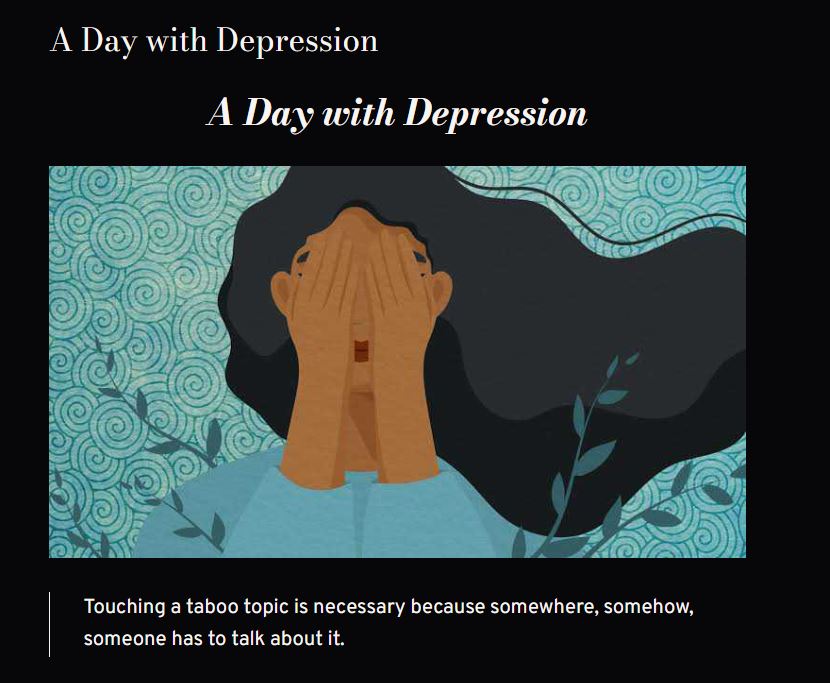 A Day with Depression
A Day with Depression
Touching a taboo topic is necessary because somewhere, somehow,
someone has to talk about it.